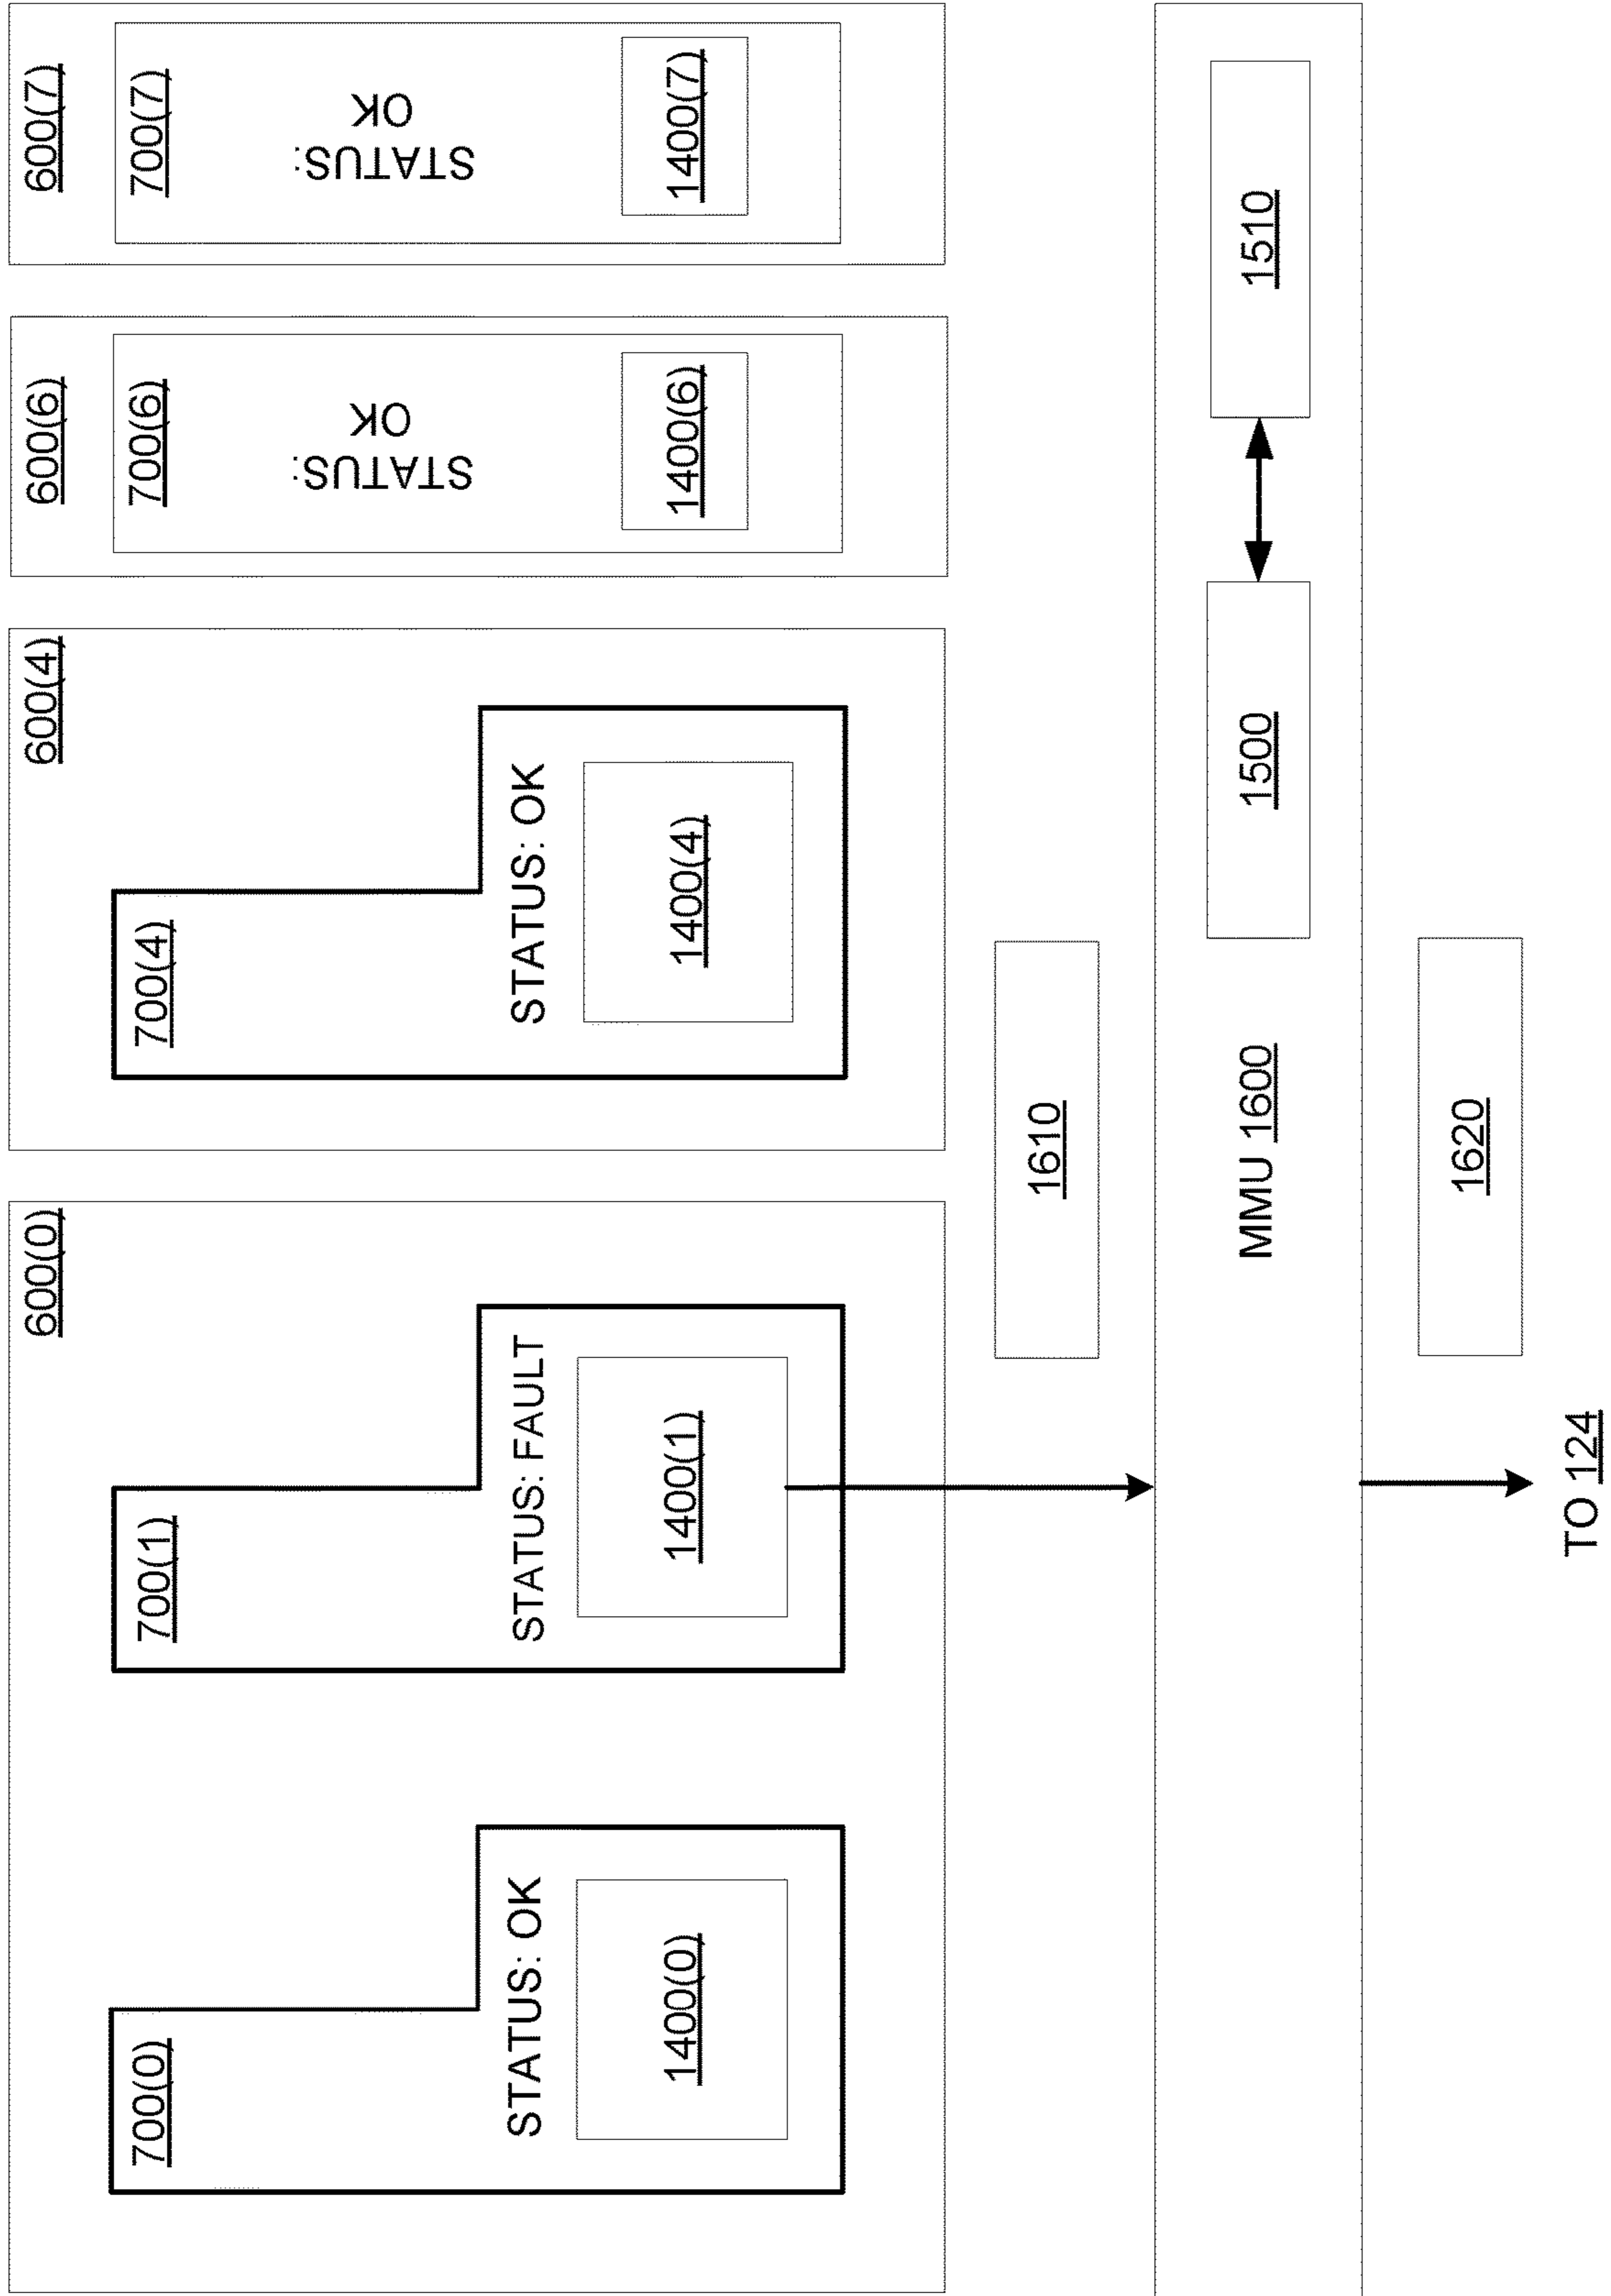 600(0)
700(0)
STATUS: OK
1400(0)
700(1)
STATUS: FAULT
1400(1)
600(4)
700(4)
STATUS: OK
1400(4)
600(6)
700(6)
STATUS:
OK
1400(6)
600(7)
700(7)
STATUS:
OK
1400(7)
1610
MMU 1600
1500
1510
1620
TO 124